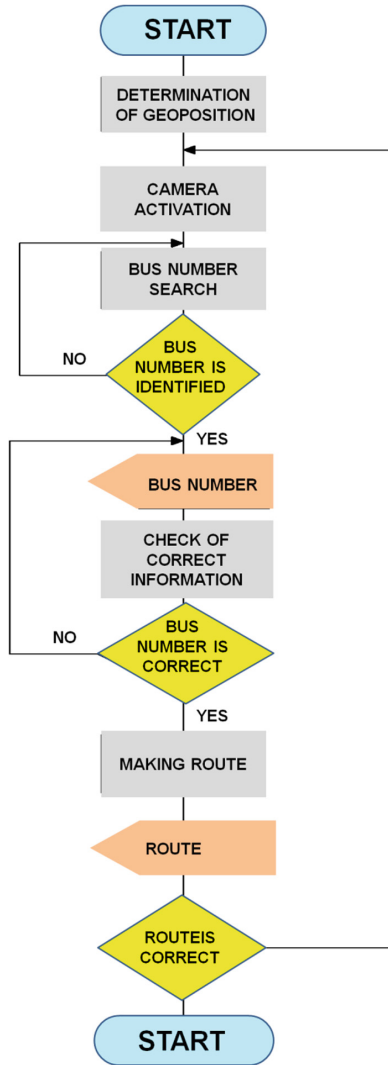 START
DETERMINATION
OF GEOPOSITION
CAMERA
ACTIVATION
BUS NUMBER
SEARCH
BUS
NUMBER IS
IDENTIFIED
NO
YES
BUS NUMBER
CHECK OF
CORRECT
INFORMATION
BUS
NUMBER IS
CORRECT
NO
YES
MAKING ROUTE
ROUTE
ROUTEIS
CORRECT
START